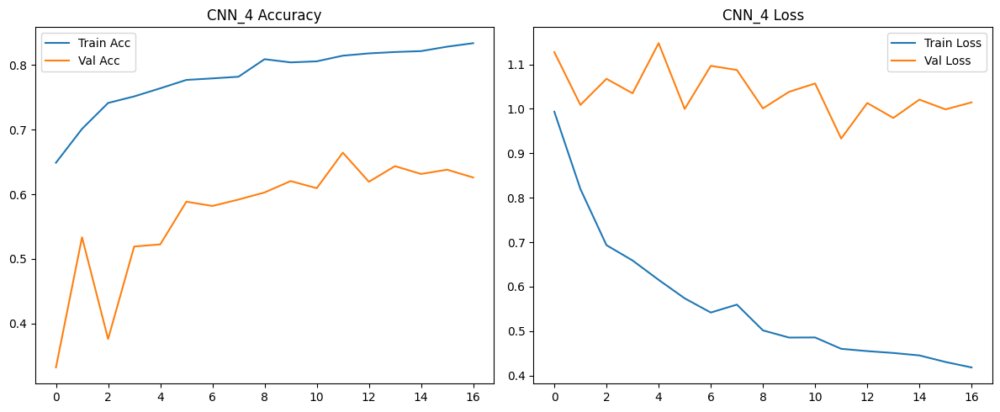 CNN_4 Accuracy
Train Acc
Val Acc
0.8
0.7
0.6
0.5
0.4
0 2 4 6 8 10 12 14 16
CNN_4 Loss
Train Loss
Val Loss
1.1
1.0
0.9
0.8
0.7
0.6
0.5
0.4
0 2 4 6 8 10 12 14 16